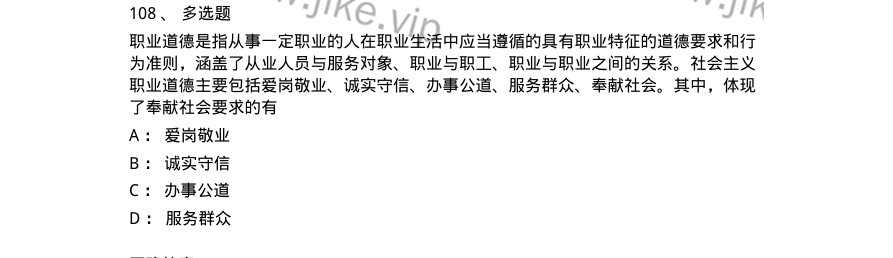 www.jike.vip
108、 多选题
职业道德是指从事一定职业的人在职业生活中应当遵循的具有职业特征的道德要求和行
为准则，涵盖了从业人员与服务对象、职业与职工、职业与职业之间的关系。社会主义
职业道德主要包括爱岗敬业、诚实守信、办事公道、服务群众、奉献社会。其中，体现
了奉献社会要求的有
A： 爱岗敬业
B： 诚实守信
C： 办事公道
D： 服务群众